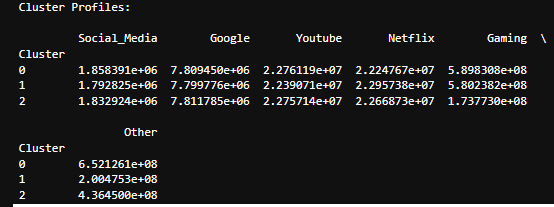 Cluster Profiles:
Social_Media Google Youtube Netflix Gaming \
Cluster
0 1.858391e+06 7.809450e+06 2.276119e+07 2.224767e+07 5.898308e+08
1 1.792825e+06 7.799776e+06 2.239071e+07 2.295738e+07 5.802382e+08
2 1.832924e+06 7.811785e+06 2.275714e+07 2.266873e+07 1.737730e+08
Other
Cluster
0 6.521261e+08
1 2.004753e+08
2 4.364500e+08